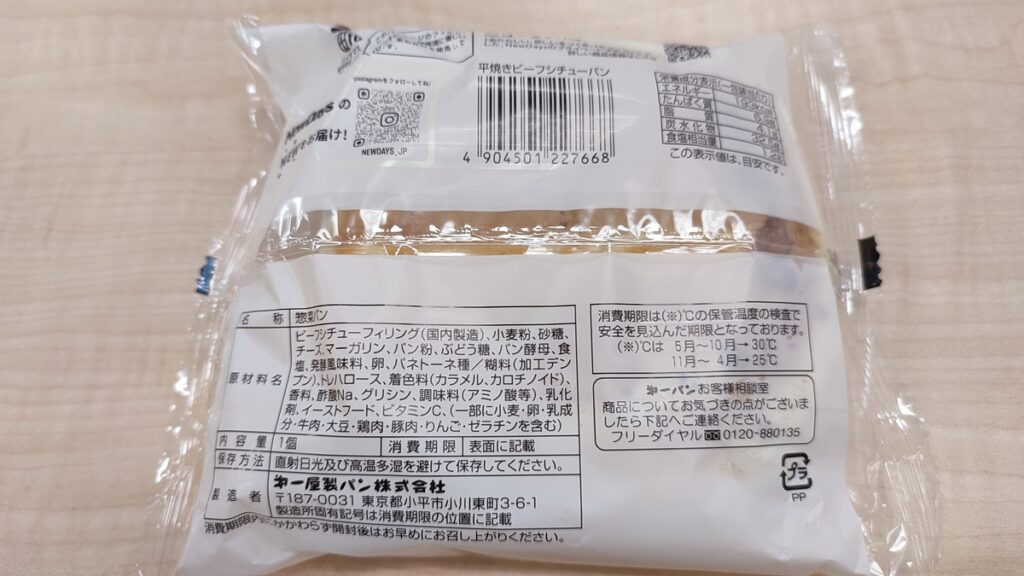 Instagramをフォローしてね!
NewDays の
をお届け!
NEWDAYS_JP
平焼きビーフシチューパン
4 904501 227668
栄養成分表示
エネルギー
たんぱく質
脂 質
炭水化物
食塩相当量
この表示値は、目安です。
名 称 惣菜パン
原材料名
ビーフシチューフィリング(国内製造)、小麦粉、砂糖、
チーズ、マーガリン、パン粉、ぶどう糖、パン酵母、食
塩、発酵風味料、卵、パネトーネ種/糊料(加工デン
プン)、トレハロース、着色料(カラメル、カロチノイド)、
香料、酢酸Na、グリシン、調味料(アミノ酸等)、乳化
剤、イーストフード、ビタミンC、(一部に小麦・卵・乳成
分・牛肉・大豆・鶏肉・豚肉・りんご・ゼラチンを含む)
内容量 1個 消費期限 表面に記載
保存方法 直射日光及び高温多湿を避けて保存してください。
製造者
第一屋製パン株式会社
〒187-0031 東京都小平市小川東町3-6-1
製造所固有記号は消費期限の位置に記載
消費期限内にかかわらず開封後はお早めにお召し上がりください。
消費期限は(※)℃の保管温度の検査で
安全を見込んだ期限となっております。
(※)℃は 5月~10月→30℃
11月~ 4月→25℃
第一パン お客様相談室
商品についてお気づきの点がございま
したら下記へご連絡ください。
フリーダイヤル 0120-880135
プラ
PP